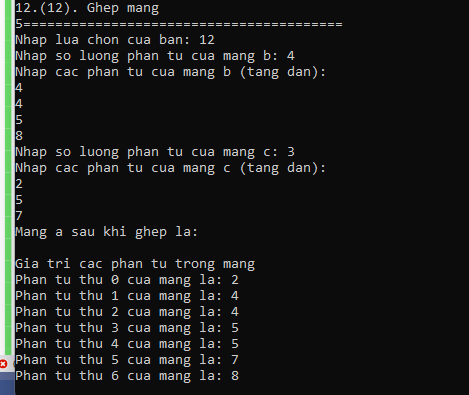 12.(12). Ghep mang
5=======================================
Nhap lua chon cua ban: 12
Nhap so luong phan tu cua mang b: 4
Nhap cac phan tu cua mang b (tang dan):
4
4
5
8
Nhap so luong phan tu cua mang c: 3
Nhap cac phan tu cua mang c (tang dan):
2
5
7
Mang a sau khi ghep la:
Gia tri cac phan tu trong mang
Phan tu thu 0 cua mang la: 2
Phan tu thu 1 cua mang la: 4
Phan tu thu 2 cua mang la: 4
Phan tu thu 3 cua mang la: 5
Phan tu thu 4 cua mang la: 5
Phan tu thu 5 cua mang la: 7
Phan tu thu 6 cua mang la: 8